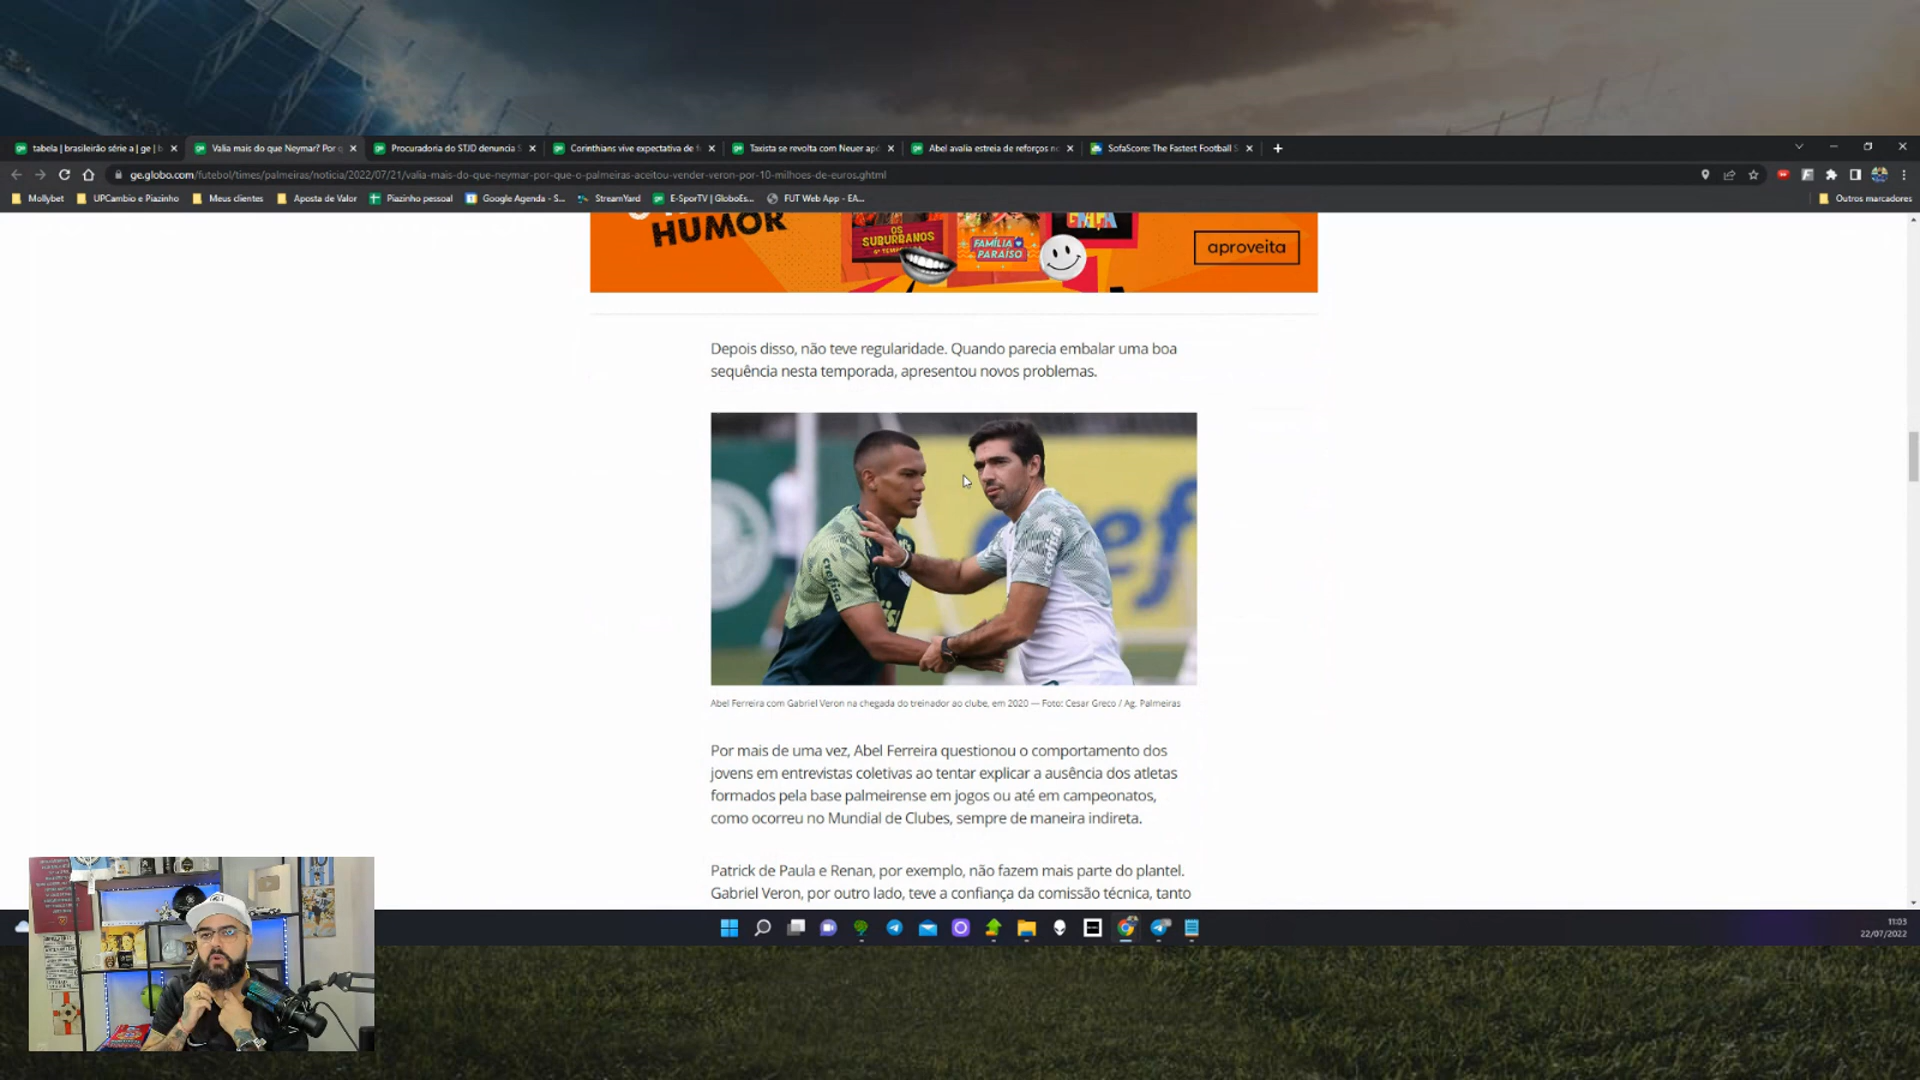 tabela | brasileirão série a | ge | b
Valia mais do que Neymar? Por q
Procuradoria do STJD denuncia S
Corinthians vive expectativa de f
Taxista se revolta com Neuer apó
Abel avalia estreia de reforços no
SofaScore: The Fastest Football S
ge.globo.com/futebol/times/palmeiras/noticia/2022/07/21/valia-mais-do-que-neymar-por-que-o-palmeiras-aceitou-vender-veron-por-10-milhoes-de-euros.ghtml
Mollybet
UPCambio e Piazinho
Meus clientes
Aposta de Valor
Piazinho pessoal
Google Agenda - S...
StreamYard
E-SporTV | GloboEs...
FUT Web App - EA...
Outros marcadores
HUMOR
OS SUBURBANOS
FAMÍLIA PARAÍSO
GRAÇA
aproveita
Depois disso, não teve regularidade. Quando parecia embalar uma boa
sequência nesta temporada, apresentou novos problemas.
crefisa
Abel Ferreira com Gabriel Veron na chegada do treinador ao clube, em 2020 — Foto: Cesar Greco / Ag. Palmeiras
Por mais de uma vez, Abel Ferreira questionou o comportamento dos
jovens em entrevistas coletivas ao tentar explicar a ausência dos atletas
formados pela base palmeirense em jogos ou até em campeonatos,
como ocorreu no Mundial de Clubes, sempre de maneira indireta.
Patrick de Paula e Renan, por exemplo, não fazem mais parte do plantel.
Gabriel Veron, por outro lado, teve a confiança da comissão técnica, tanto
11:03
22/07/2022